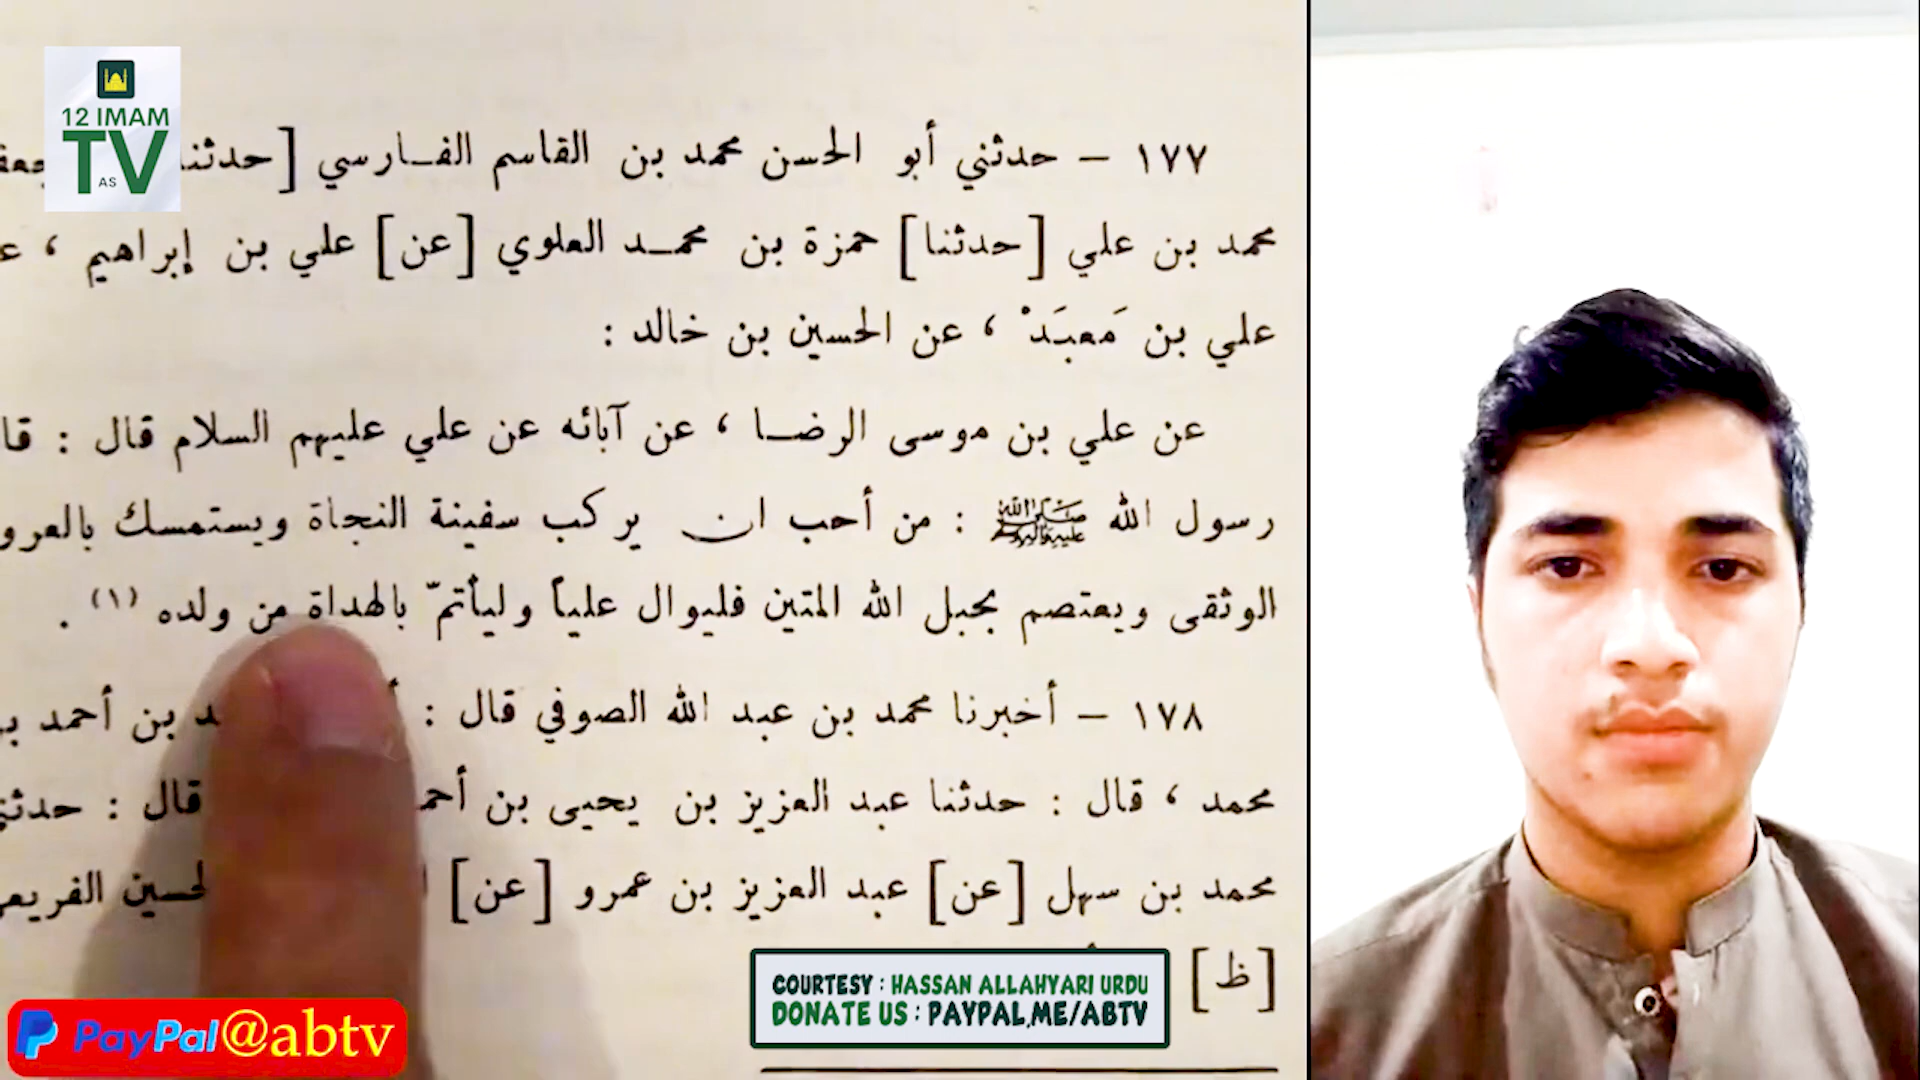 12 IMAM
TV
AS
١٧٧ – حدثني أبو الحسن محمد بن القاسم الفارسي [ حدثنا
محمد بن علي [ حدثنا ] حمزة بن محمد العلوي [ عن ] علي بن إبراهيم ،
علي بن مَعبَدْ ، عن الحسين بن خالد :
عن علي بن موسى الرضا ، عن آبائه عن علي عليهم السلام قال :
رسول الله ﷺ : من أحب ان يركب سفينة النجاة ويستمسك
الوثقى ويعتصم بحبل الله المتين فليوال علياً وليأتمّ بالهداة من ولده (١) .
١٧٨ – أخبرنا محمد بن عبد الله الصوفي قال : بن أحمد
محمد ، قال : حدثنا عبد العزيز بن يحيى بن قال :
محمد بن سهل [ عن ] عبد العزيز بن عمرو [ عن ]
[ ظ ]
COURTESY : HASSAN ALLAHYARI URDU
DONATE US : PAYPAL.ME/ABTV
PayPal@abtv